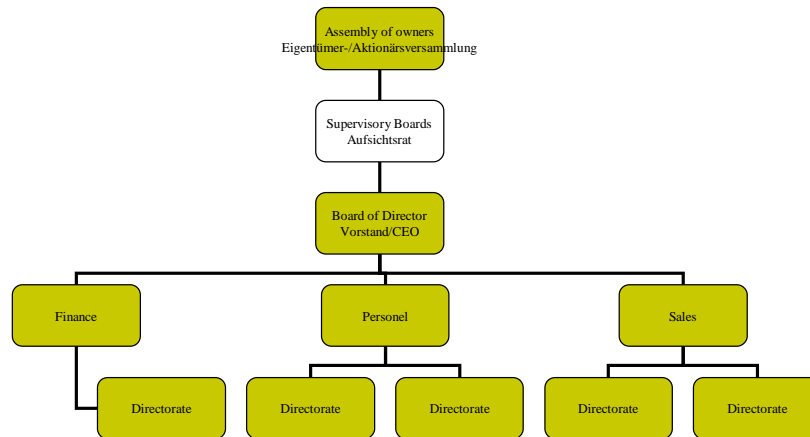 Assembly of owners
Eigentümer-/Aktionärsversammlung
Supervisory Boards
Aufsichtsrat
Board of Director
Vorstand/CEO
Finance
Personel
Sales
Directorate
Directorate
Directorate
Directorate
Directorate